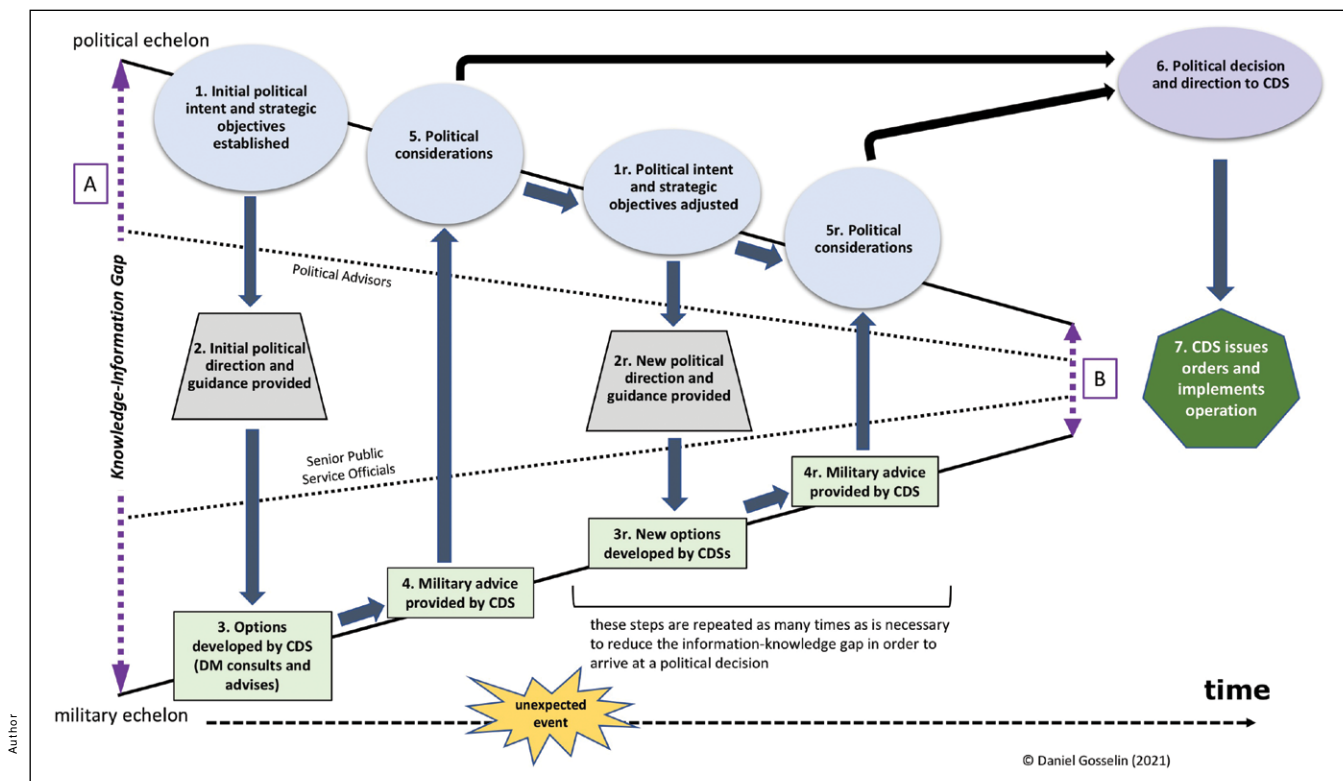 political echelon
1. Initial political
intent and strategic
objectives
established
5. Political
considerations
1r. Political intent
and strategic
objectives adjusted
5r. Political
considerations
6. Political decision
and direction to CDS
A
Knowledge-Information Gap
Political Advisors
2. Initial political
direction and
guidance provided
2r. New political
direction and
guidance provided
B
7. CDS issues
orders and
implements
operation
Senior Public
Service Officials
4r. Military advice
provided by CDS
3r. New options
developed by CDSs
4. Military advice
provided by CDS
3. Options
developed by CDS
(DM consults and
advises)
these steps are repeated as many times as is necessary
to reduce the information-knowledge gap in order to
arrive at a political decision
military echelon
unexpected
event
time
© Daniel Gosselin (2021)
Author